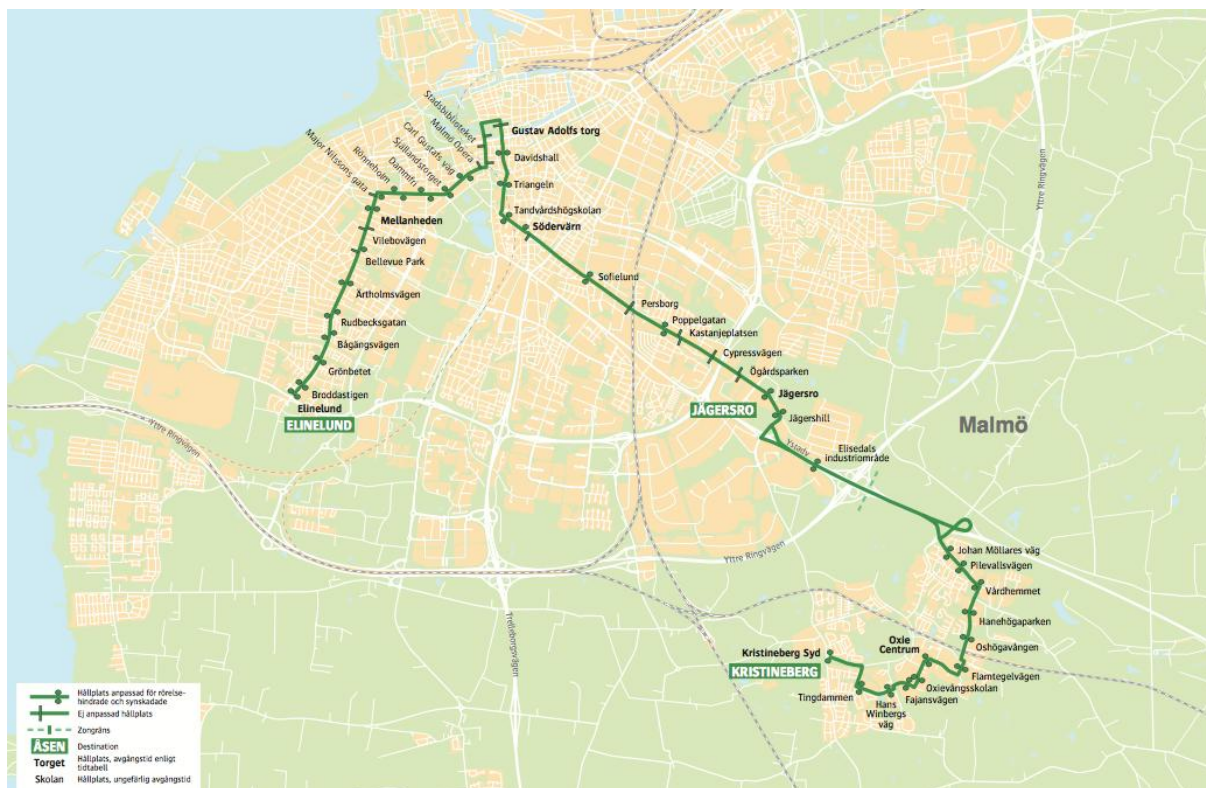 Stadsbiblioteket
Malmö Opera
Carl Gustafs väg
Själlandstorget
Dammfri
Rönneholm
Major Nilssons gata
Gustav Adolfs torg
Davidshall
Triangeln
Tandvårdshögskolan
Södervärn
Mellanheden
Vilebovägen
Bellevue Park
Ärtholmsvägen
Rudbecksgatan
Bågängsvägen
Grönbetet
Broddastigen
Elinelund
ELINELUND
Sofielund
Persborg
Poppelgatan
Kastanjeplatsen
Cypressvägen
Ögårdsparken
Jägersro
JÄGERSRO
Jägershill
Ystadv
Elisedals
industriområde
Malmö
Yttre Ringvägen
Yttre Ringvägen
Yttre Ringvägen
Trelleborgsvägen
Johan Möllares väg
Pilevallsvägen
Vårdhemmet
Hanehögaparken
Oshögavången
Flamtegelvägen
Oxie
Centrum
Oxievångsskolan
Fajansvägen
Hans
Winbergs
väg
Tingdammen
Kristineberg Syd
KRISTINEBERG
Hållplats anpassad för rörelse-
hindrade och synskadade
Ej anpassad hållplats
Zongräns
ÅSEN Destination
Torget Hållplats, avgångstid enligt
tidtabell
Skolan Hållplats, ungefärlig avgångstid